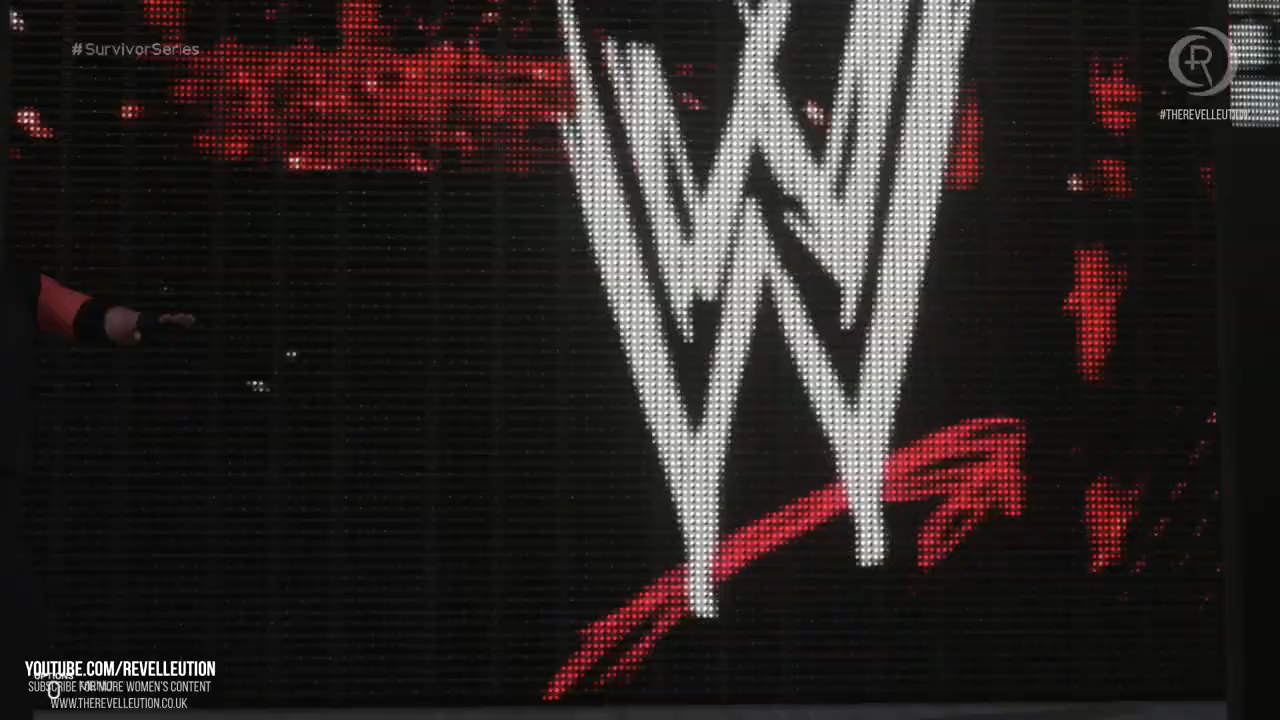 #SurvivorSeries
R
#THEREVELLEUTION
W
YOUTUBE.COM/REVELLEUTION
SUBSCRIBE FOR MORE WOMEN'S CONTENT
WWW.THEREVELLEUTION.CO.UK